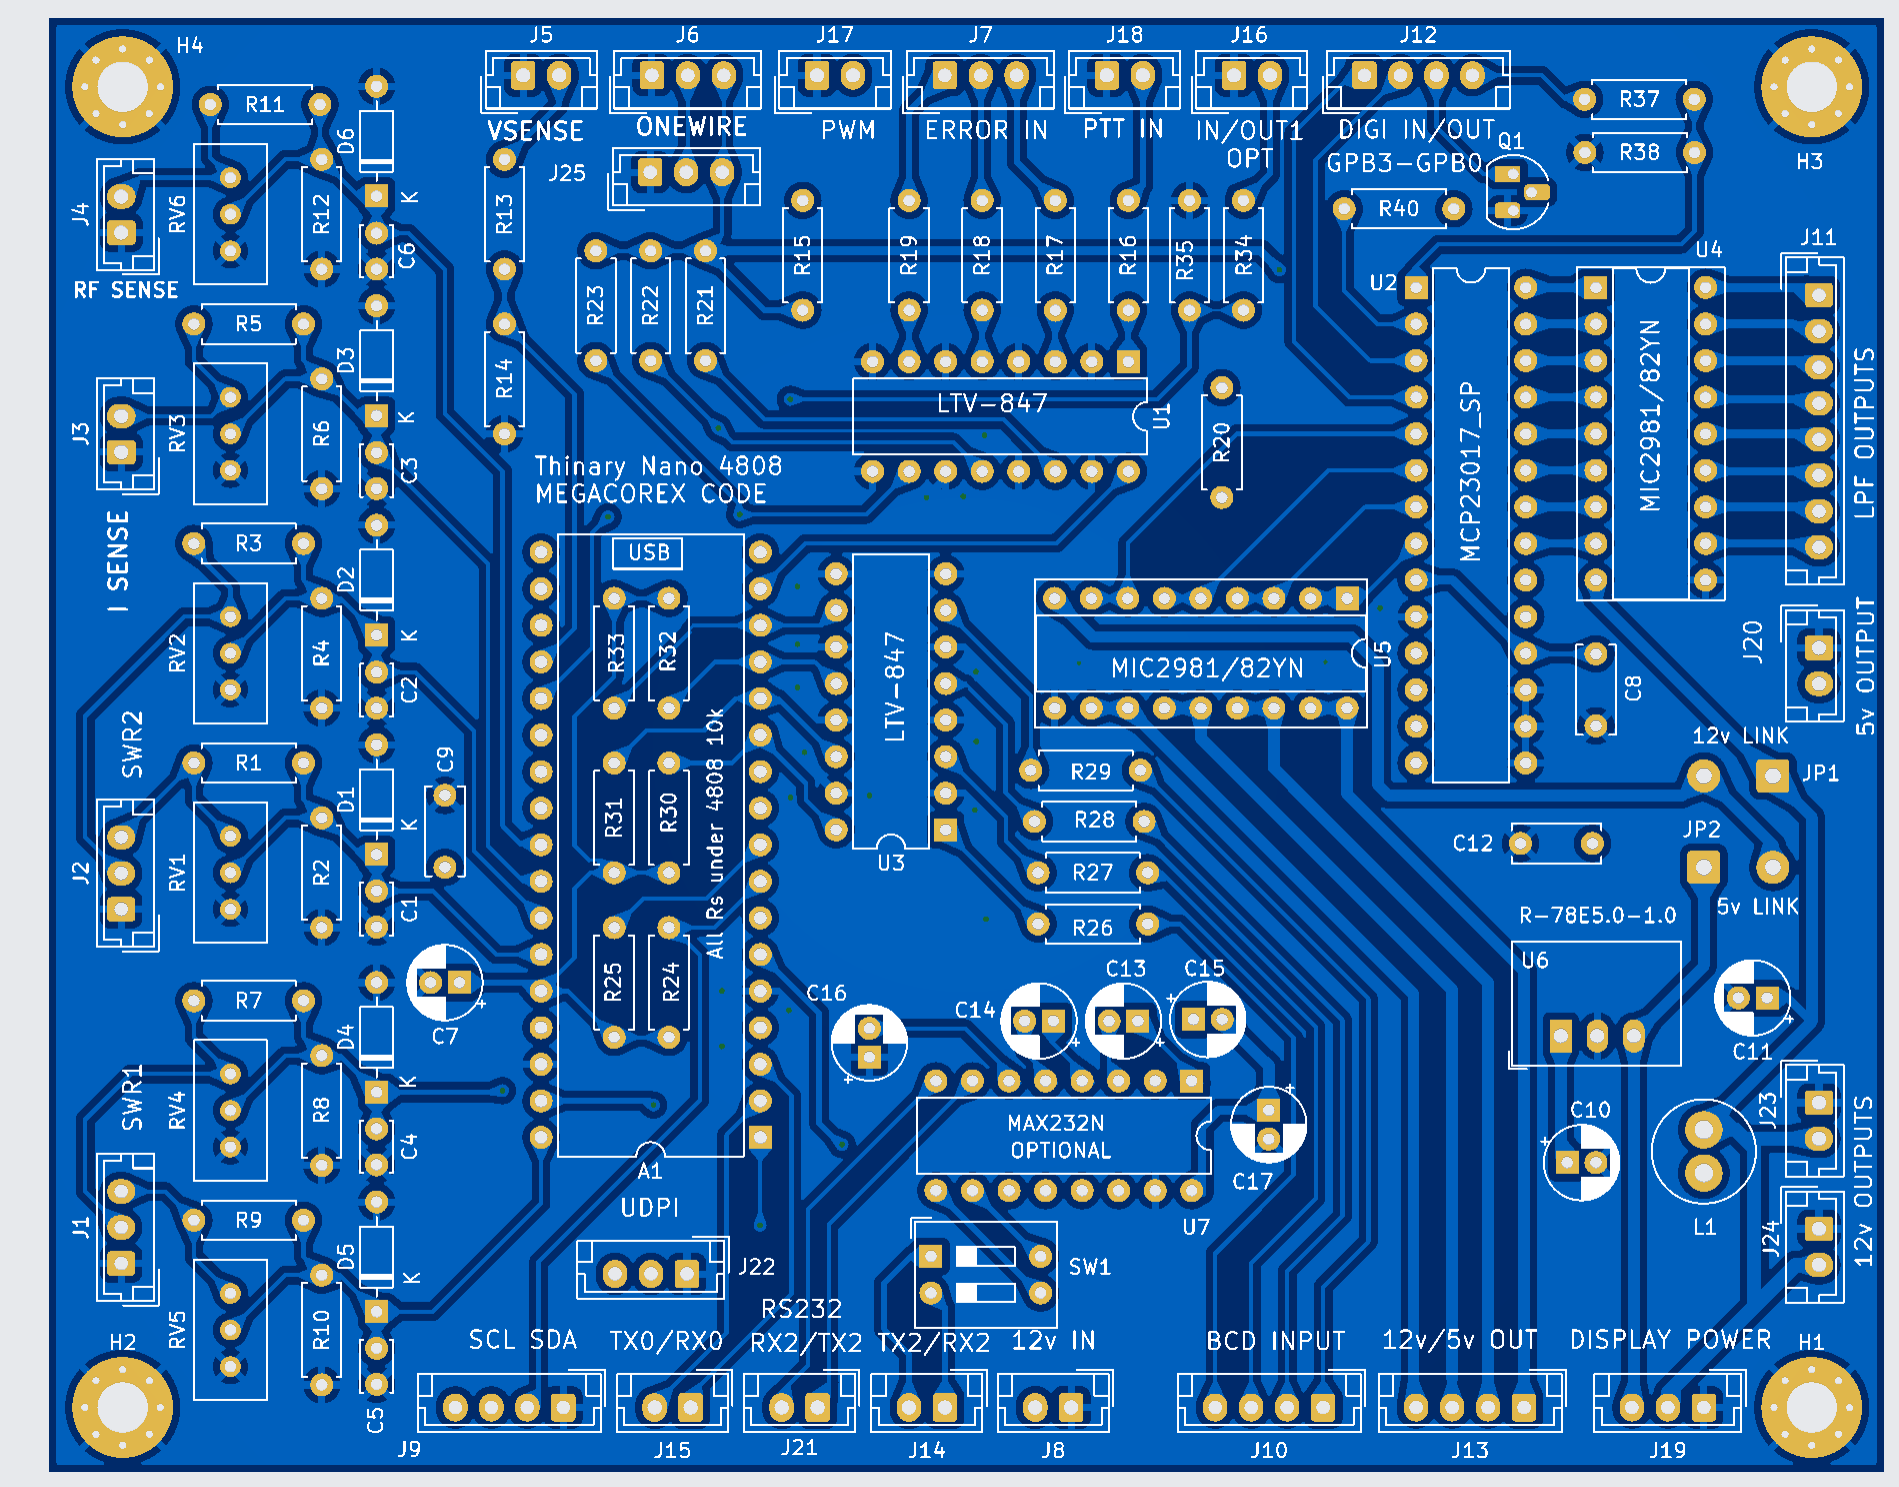 H4
J5
J6
J17
J7
J18
J16
J12
H3
VSENSE
ONEWIRE
PWM
ERROR IN
PTT IN
IN/OUT1
OPT
DIGI IN/OUT
GPB3-GPB0
Q1
R37
R38
R40
J25
R11
D6
K
J4
RV6
R12
C6
RF SENSE
R13
R14
R23
R22
R21
R15
R19
R18
R17
R16
R35
R34
U2
U4
J11
R5
D3
K
J3
RV3
R6
C3
LTV-847
U1
R20
MCP23017_SP
MIC2981/82YN
LPF OUTPUTS
Thinary Nano 4808
MEGACOREX CODE
I SENSE
R3
D2
K
RV2
R4
C2
USB
R33
R32
LTV-847
U3
MIC2981/82YN
U5
C8
J20
5v OUTPUT
12v LINK
JP1
JP2
5v LINK
SWR2
R1
D1
K
C9
J2
RV1
R2
C1
R31
R30
All Rs under 4808 10k
R29
R28
R27
R26
C12
R-78E5.0-1.0
U6
C11
R7
D4
K
C7
+
R25
R24
C16
+
C14
+
C13
+
C15
+
SWR1
RV4
R8
C4
A1
UDPI
MAX232N
OPTIONAL
U7
C17
+
C10
+
+
L1
J23
J24
12v OUTPUTS
J1
R9
D5
K
RV5
R10
C5
J22
SW1
RS232
H2
SCL SDA
TX0/RX0
RX2/TX2
TX2/RX2
12v IN
BCD INPUT
12v/5v OUT
DISPLAY POWER
H1
J9
J15
J21
J14
J8
J10
J13
J19